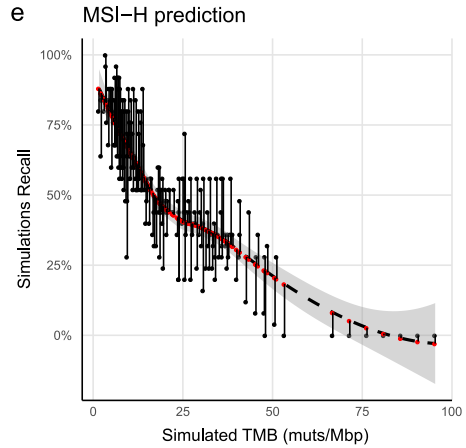 e
MSI−H prediction
100%
75%
50%
25%
0%
Simulations Recall
0
25
50
75
100
Simulated TMB (muts/Mbp)